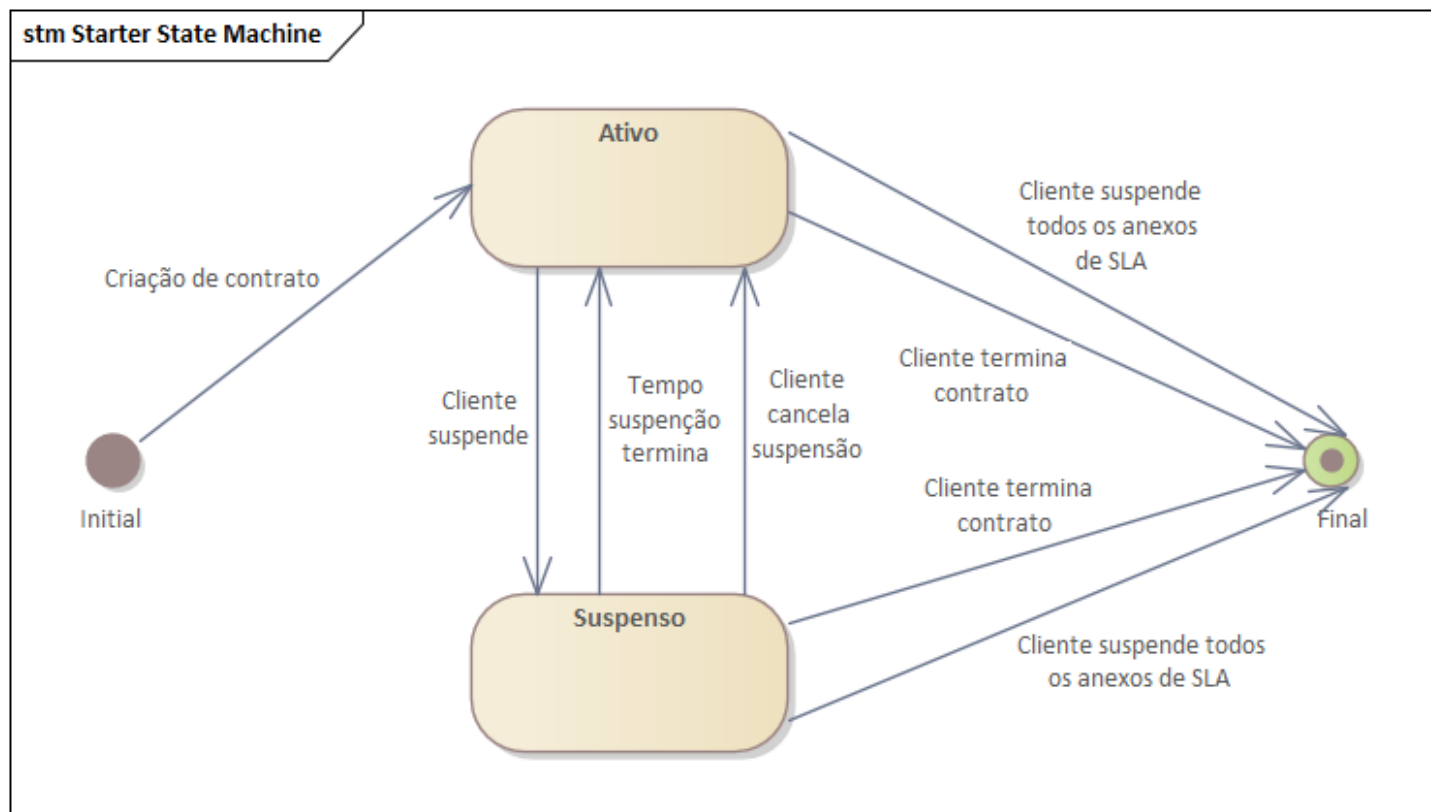 stm Starter State Machine
Ativo
Cliente suspende
todos os anexos
de SLA
Criação de contrato
Cliente termina
contrato
Cliente
suspende
Tempo
suspenção
termina
Cliente
cancela
suspensão
Cliente termina
contrato
Initial
Final
Suspenso
Cliente suspende todos
os anexos de SLA